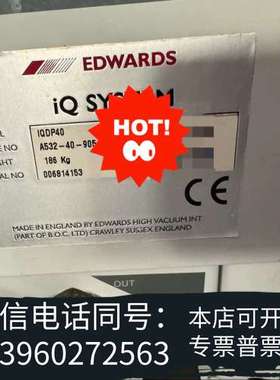 EDWARDS
iQ SY M
HOT!
L IQDP40
A532-40-905
GHT 186 Kg
AL NO 006814153
CE
MADE IN ENGLAND BY EDWARDS HIGH VACUUM INT
(PART OF B.O.C. LTD) CRAWLEY SUSSEX ENGLAND
OUT
信电话同号：
本店可开
3960272563
专票普票